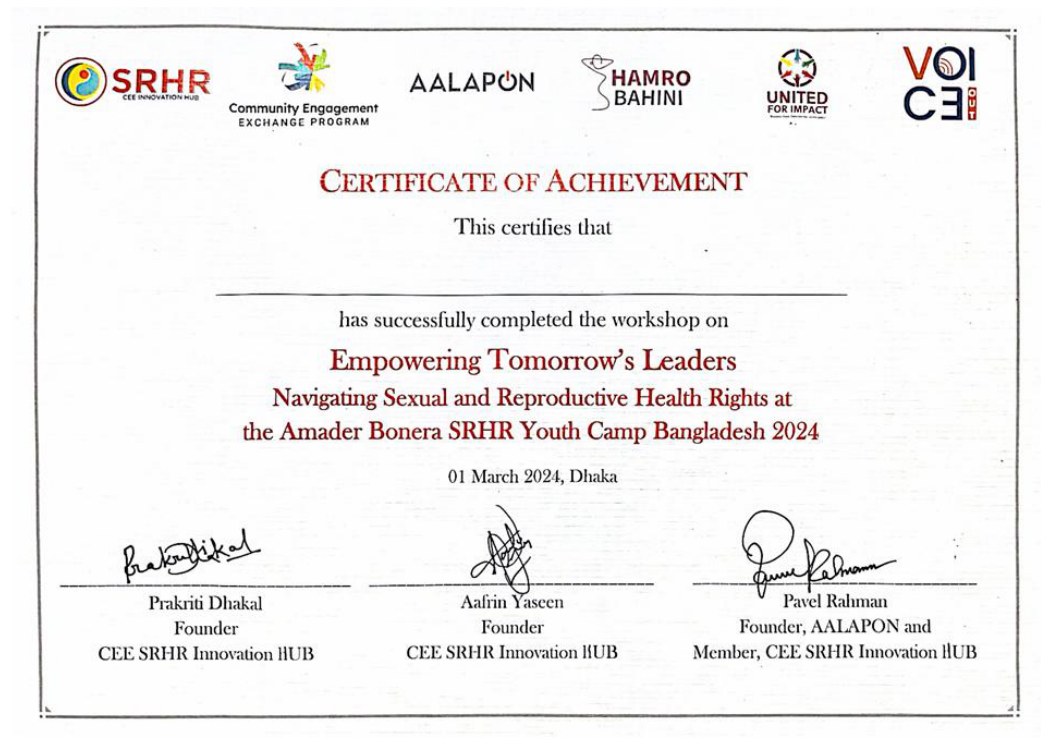 SRHR
CEE INNOVATION HUB
Community Engagement
EXCHANGE PROGRAM
AALAPON
HAMRO
BAHINI
UNITED
FOR IMPACT
VOICE OUT
CERTIFICATE OF ACHIEVEMENT
This certifies that
has successfully completed the workshop on
Empowering Tomorrow's Leaders
Navigating Sexual and Reproductive Health Rights at
the Amader Bonera SRHR Youth Camp Bangladesh 2024
01 March 2024, Dhaka
Prakriti Dhakal
Founder
CEE SRHR Innovation HUB
Aafrin Yaseen
Founder
CEE SRHR Innovation HUB
Pavel Rahman
Founder, AALAPON and
Member, CEE SRHR Innovation HUB